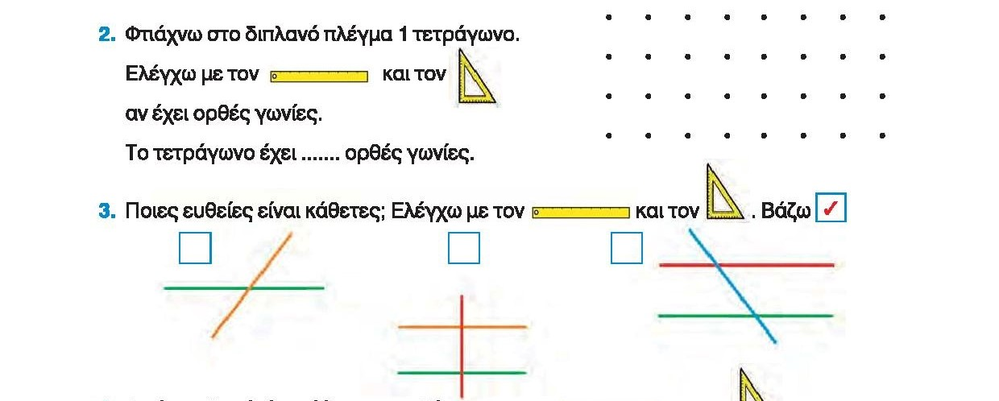 2. Φτιάχνω στο διπλανό πλέγμα 1 τετράγωνο.
Ελέγχω με τον και τον
αν έχει ορθές γωνίες.
Το τετράγωνο έχει ....... ορθές γωνίες.
3. Ποιες ευθείες είναι κάθετες; Ελέγχω με τον και τον . Βάζω ✓